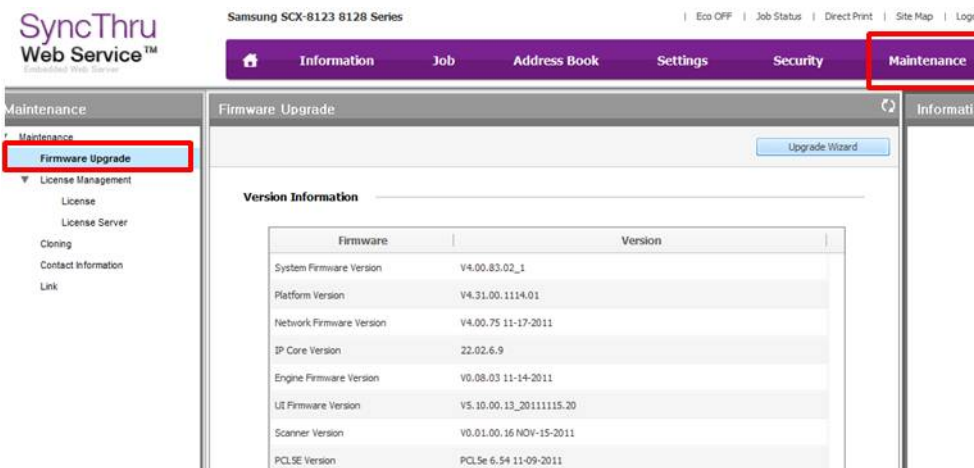 SyncThru
Web Service™
Embedded Web Server
Samsung SCX-8123 8128 Series
| Eco OFF | Job Status | Direct Print | Site Map |
Information Job Address Book Settings Security Maintenance
Maintenance
Maintenance
Firmware Upgrade
License Management
License
License Server
Cloning
Contact Information
Link
Firmware Upgrade
Upgrade Wizard
Version Information
Firmware Version
System Firmware Version V4.00.83.02_1
Platform Version V4.31.00.1114.01
Network Firmware Version V4.00.75 11-17-2011
IP Core Version 22.02.6.9
Engine Firmware Version V0.08.03 11-14-2011
UI Firmware Version V5.10.00.13_20111115.20
Scanner Version V0.01.00.16 NOV-15-2011
PCL5E Version PCL5e 6.54 11-09-2011